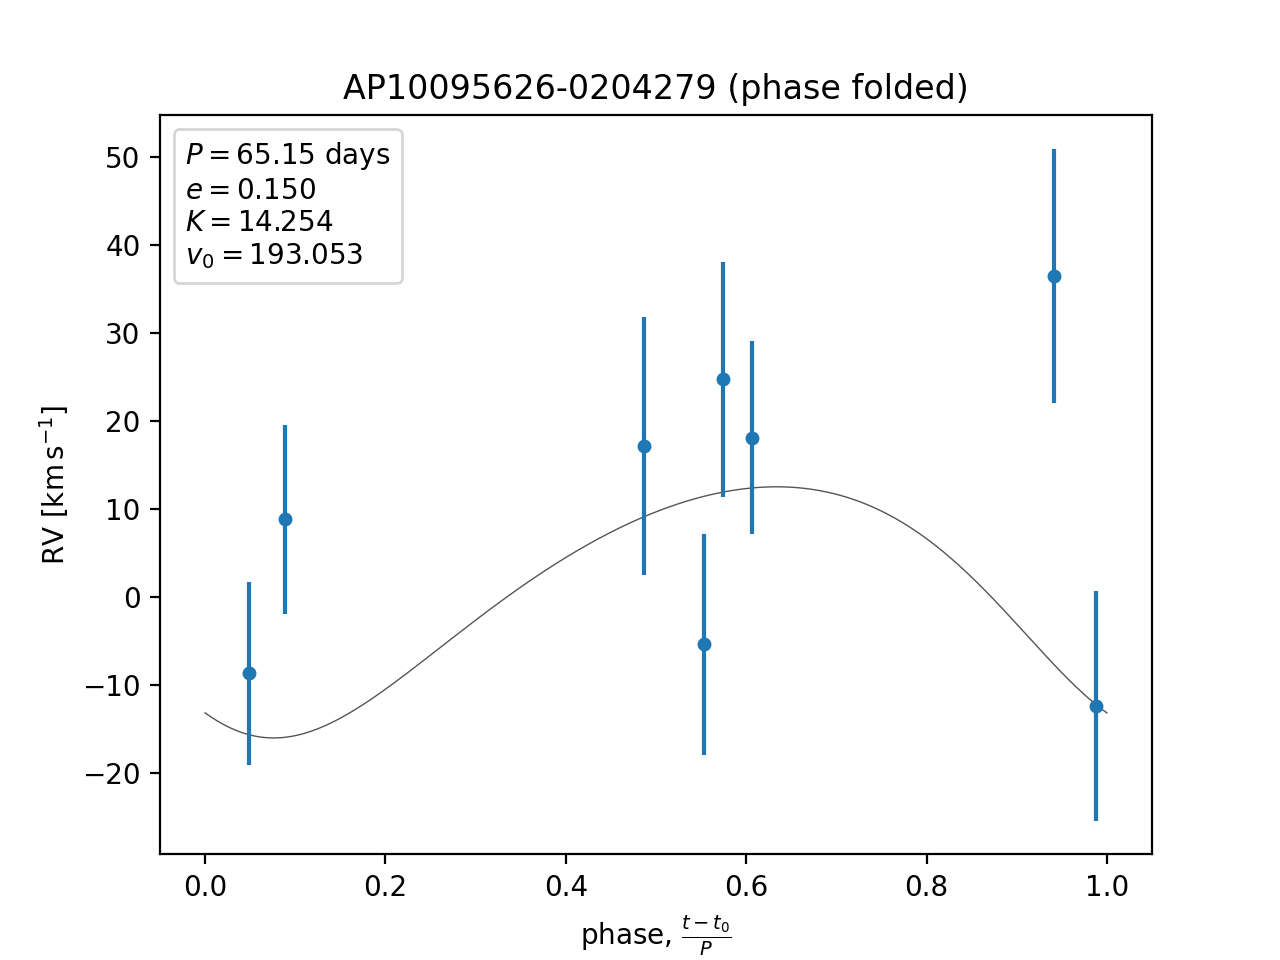 AP10095626-0204279 (phase folded)
P = 65.15 days
e = 0.150
K = 14.254
v₀ = 193.053
50
40
30
20
10
0
−10
−20
RV [km s⁻¹]
0.0 0.2 0.4 0.6 0.8 1.0
phase, (t − t₀)/P